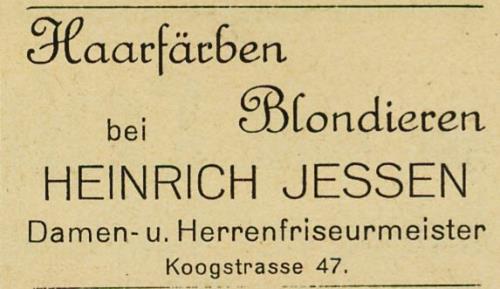 Haarfärben
Blondieren
bei
HEINRICH JESSEN
Damen- u. Herrenfriseurmeister
Koogstrasse 47.